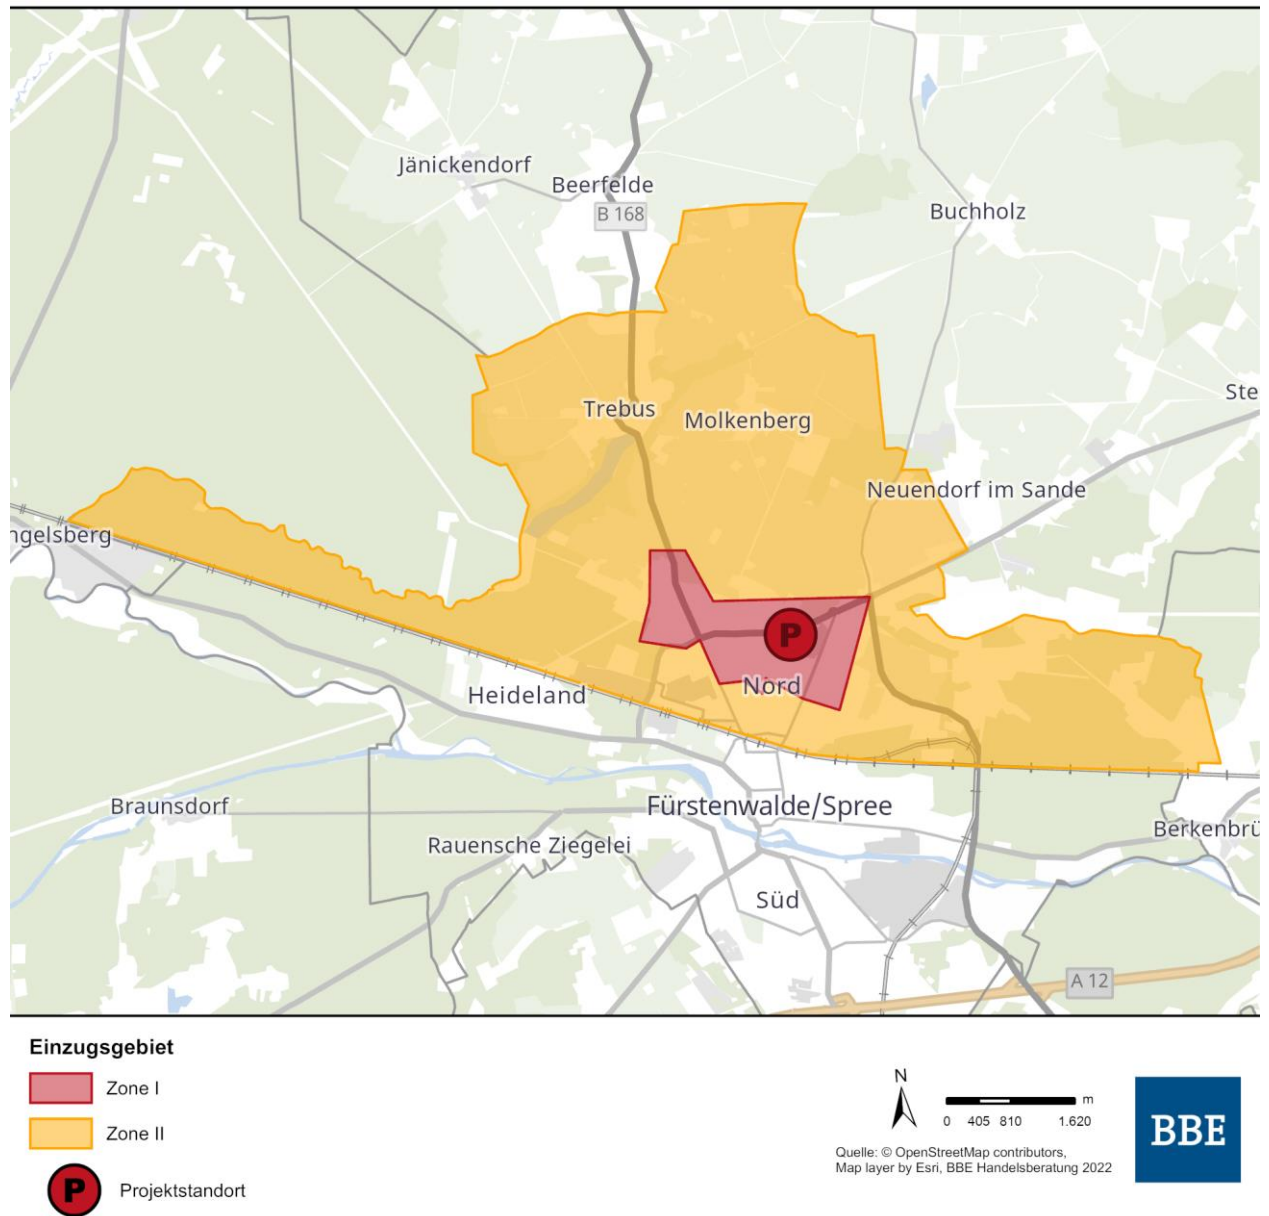 Jänickendorf
Beerfelde
B 168
Buchholz
Ste
Trebus
Molkenberg
Neuendorf im Sande
ngelsberg
P
Nord
Heideland
Braunsdorf
Fürstenwalde/Spree
Berkenbrü
Rauensche Ziegelei
Süd
A 12
Einzugsgebiet
Zone I
Zone II
P Projektstandort
N
m
0 405 810 1.620
Quelle: © OpenStreetMap contributors,
Map layer by Esri, BBE Handelsberatung 2022
BBE